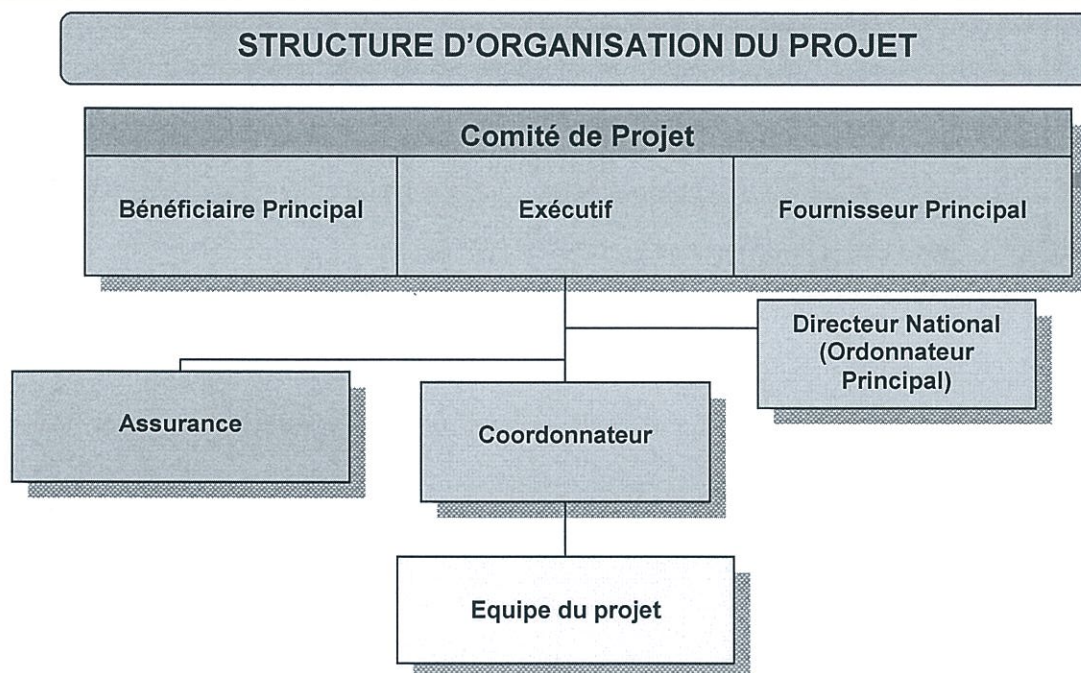 STRUCTURE D’ORGANISATION DU PROJET
Comité de Projet
Bénéficiaire Principal
Exécutif
Fournisseur Principal
Directeur National
(Ordonnateur
Principal)
Assurance
Coordonnateur
Equipe du projet